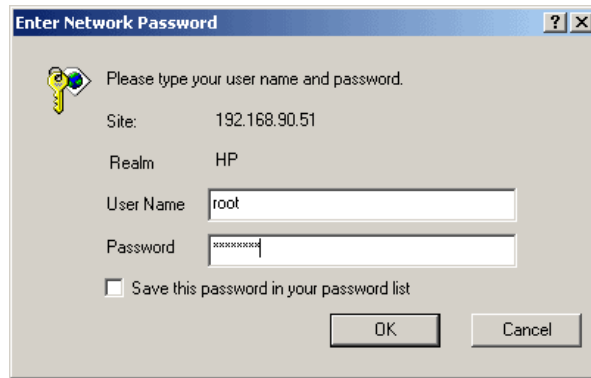 Enter Network Password
Please type your user name and password.
Site: 192.168.90.51
Realm HP
User Name root
Password ********
Save this password in your password list
OK Cancel